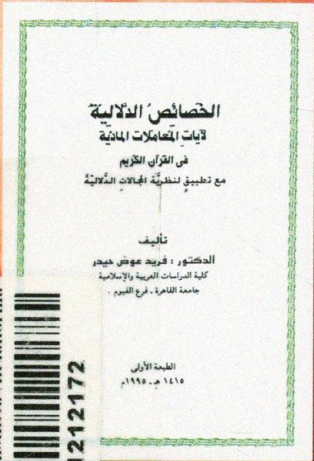 الخصائص الدلالية
لآيات المعاملات المادية
في القرآن الكريم
مع تطبيق لنظرية المجالات الدلالية
تأليف
الدكتور : فريد عوض حيدر
كلية الدراسات العربية والإسلامية
جامعة القاهرة - فرع الفيوم .
الطبعة الأولى
١٤١٥ هـ - ١٩٩٥م
1212172